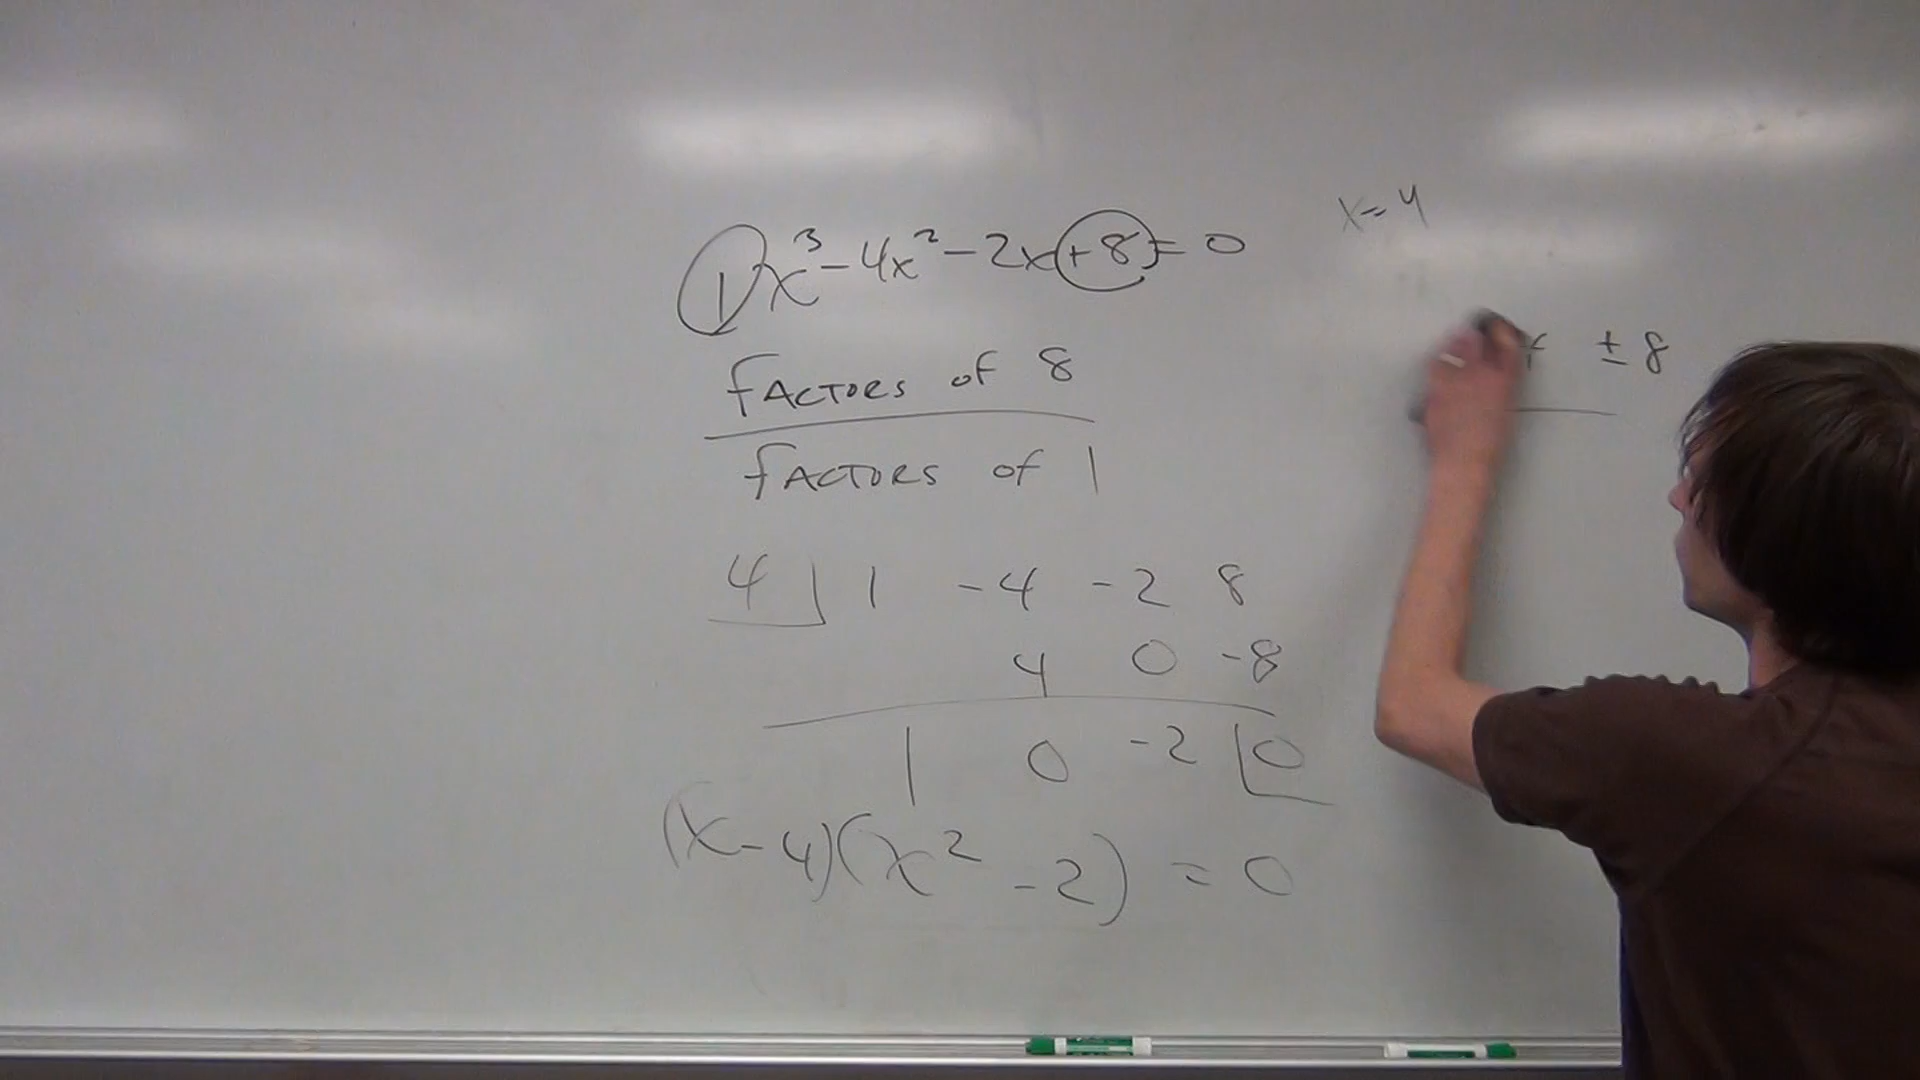 1x³ - 4x² - 2x + 8 = 0
x = 4
± 8
FACTORS of 8
FACTORS of 1
4 1 -4 -2 8
4 0 -8
1 0 -2 0
(x - 4)(x² - 2) = 0